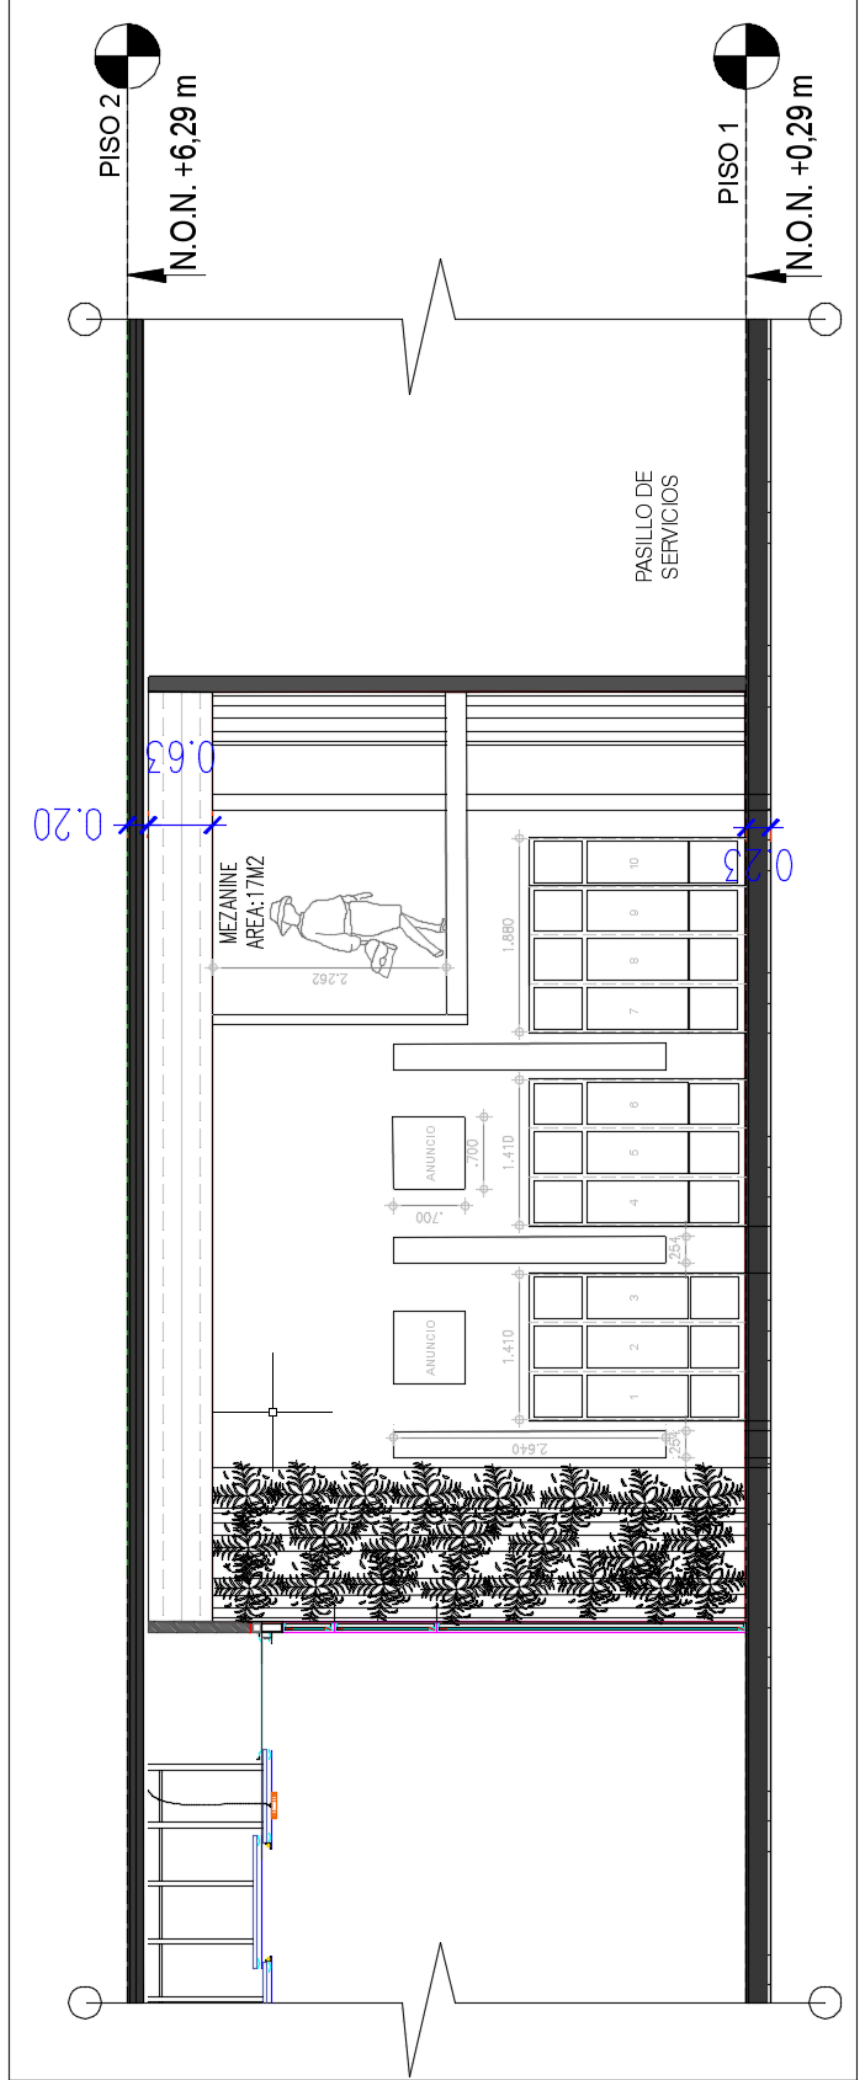 PISO 2
N.O.N. +6,29 m
PISO 1
N.O.N. +0,29 m
PASILLO DE
SERVICIOS
0.20
0.63
0.23
MEZANINE
AREA:17M2
2.262
1.880
10
9
8
7
ANUNCIO
.700
.700
1.410
6
5
4
.254
ANUNCIO
1.410
3
2
1
2.640
.254